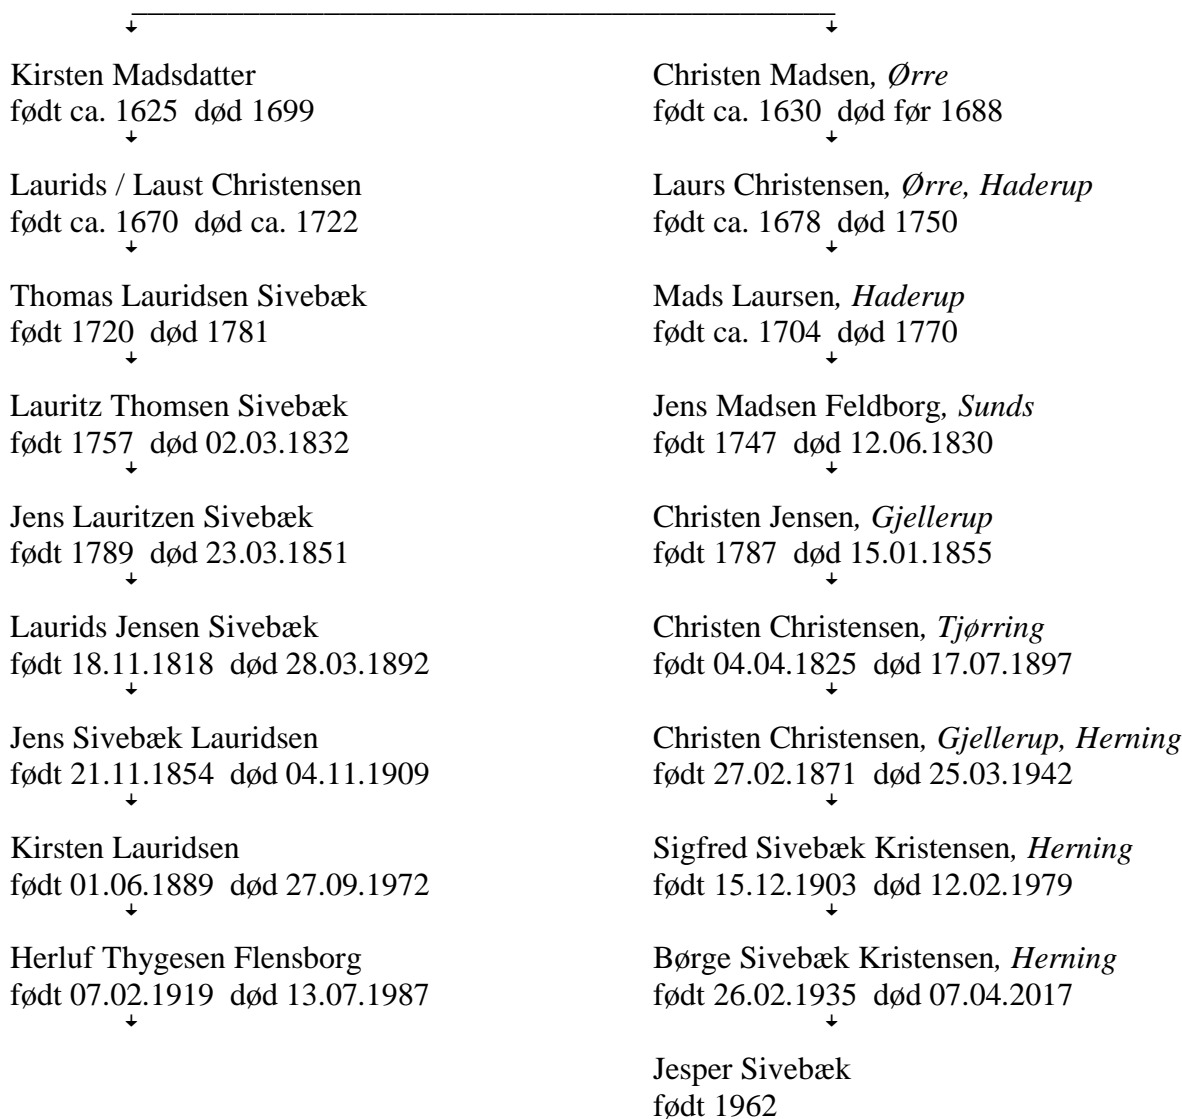 Kirsten Madsdatter
født ca. 1625 død 1699
Laurids / Laust Christensen
født ca. 1670 død ca. 1722
Thomas Lauridsen Sivebæk
født 1720 død 1781
Lauritz Thomsen Sivebæk
født 1757 død 02.03.1832
Jens Lauritzen Sivebæk
født 1789 død 23.03.1851
Laurids Jensen Sivebæk
født 18.11.1818 død 28.03.1892
Jens Sivebæk Lauridsen
født 21.11.1854 død 04.11.1909
Kirsten Lauridsen
født 01.06.1889 død 27.09.1972
Herluf Thygesen Flensborg
født 07.02.1919 død 13.07.1987
Christen Madsen, Ørre
født ca. 1630 død før 1688
Laurs Christensen, Ørre, Haderup
født ca. 1678 død 1750
Mads Laursen, Haderup
født ca. 1704 død 1770
Jens Madsen Feldborg, Sunds
født 1747 død 12.06.1830
Christen Jensen, Gjellerup
født 1787 død 15.01.1855
Christen Christensen, Tjørring
født 04.04.1825 død 17.07.1897
Christen Christensen, Gjellerup, Herning
født 27.02.1871 død 25.03.1942
Sigfred Sivebæk Kristensen, Herning
født 15.12.1903 død 12.02.1979
Børge Sivebæk Kristensen, Herning
født 26.02.1935 død 07.04.2017
Jesper Sivebæk
født 1962